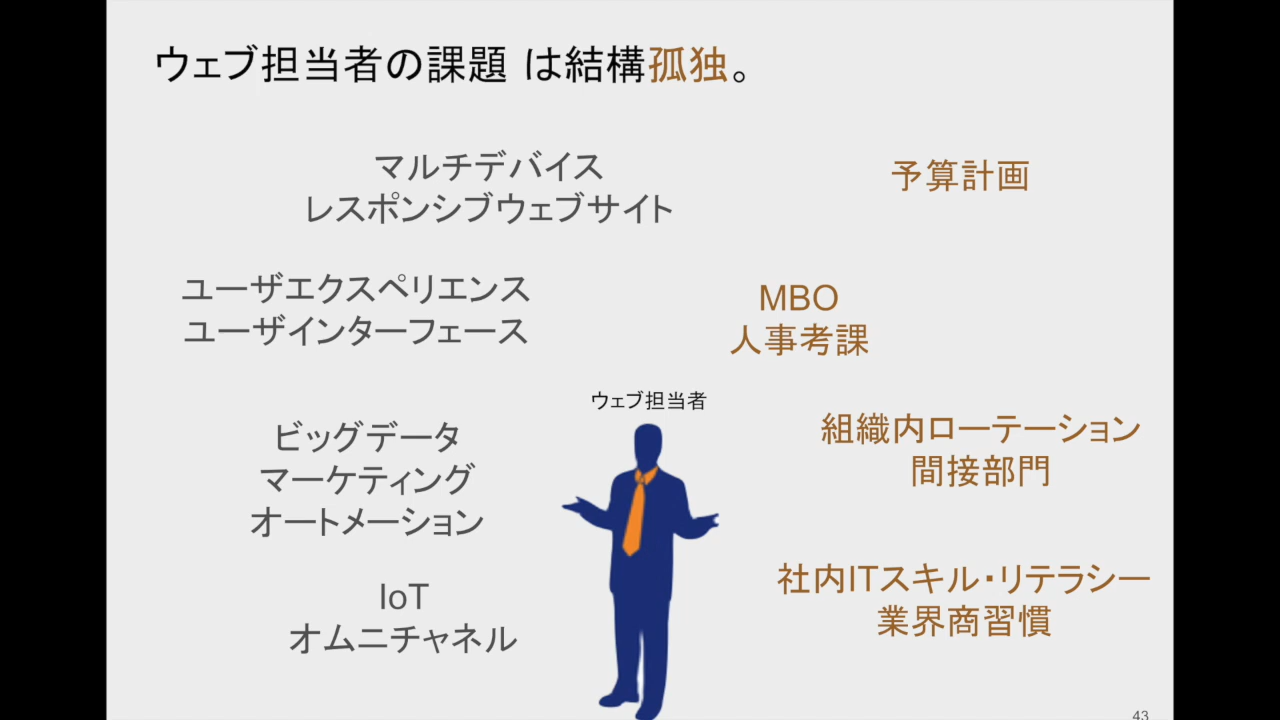 ウェブ担当者の課題 は結構孤独。
マルチデバイス
レスポンシブウェブサイト
予算計画
ユーザエクスペリエンス
ユーザインターフェース
MBO
人事考課
ウェブ担当者
ビッグデータ
マーケティング
オートメーション
組織内ローテーション
間接部門
IoT
オムニチャネル
社内ITスキル・リテラシー
業界商習慣
43